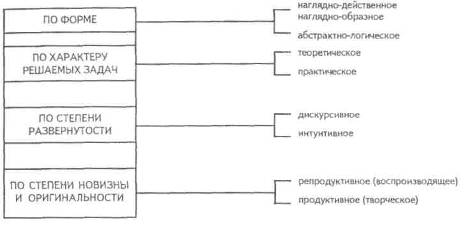 ПО ФОРМЕ
наглядно-действенное
наглядно-образное
абстрактно-логическое
ПО ХАРАКТЕРУ
РЕШАЕМЫХ ЗАДАЧ
теоретическое
практическое
ПО СТЕПЕНИ
РАЗВЕРНУТОСТИ
дискурсивное
интуитивное
ПО СТЕПЕНИ НОВИЗНЫ
И ОРИГИНАЛЬНОСТИ
репродуктивное (воспроизводящее)
продуктивное (творческое)